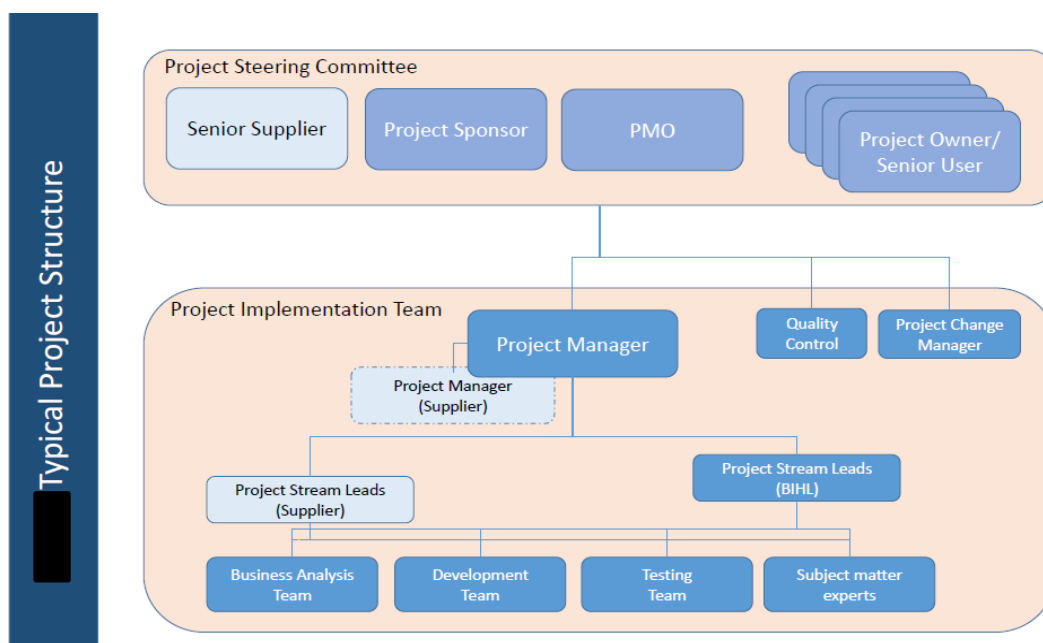 Typical Project Structure
Project Steering Committee
Senior Supplier
Project Sponsor
PMO
Project Owner/
Senior User
Project Implementation Team
Project Manager
Quality
Control
Project Change
Manager
Project Manager
(Supplier)
Project Stream Leads
(BIHL)
Project Stream Leads
(Supplier)
Business Analysis
Team
Development
Team
Testing
Team
Subject matter
experts